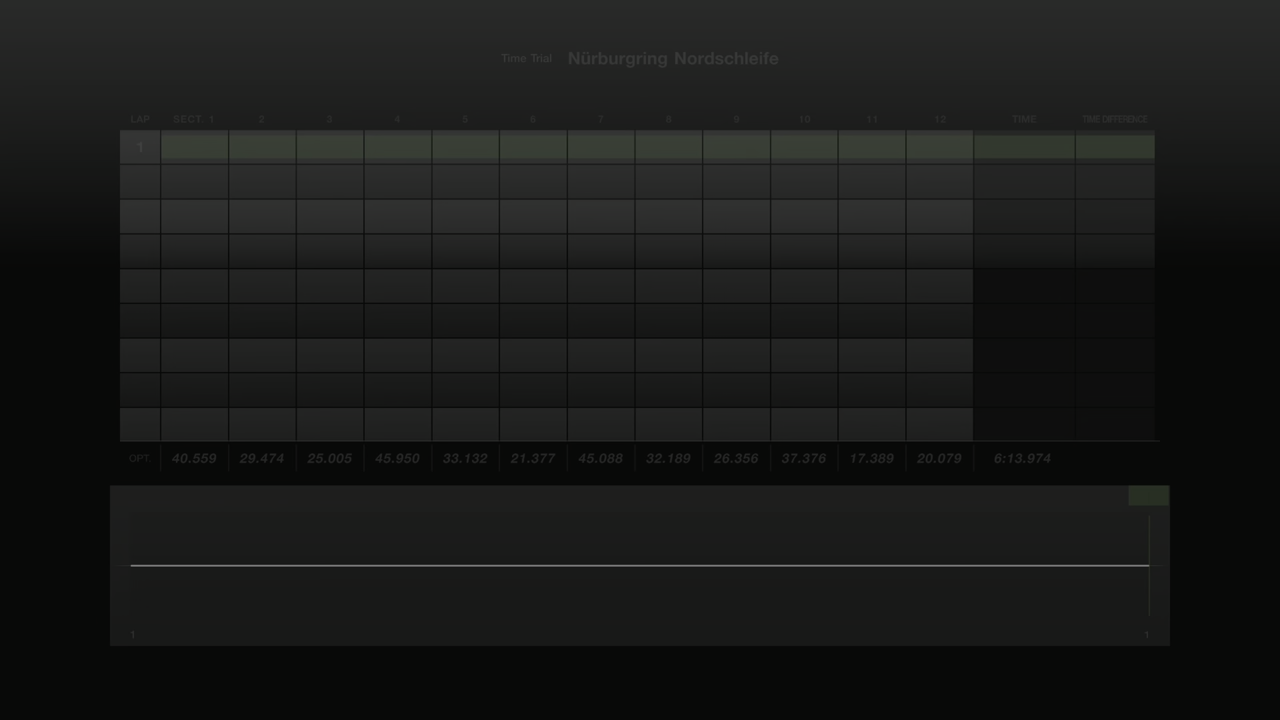 Time Trial Nürburgring Nordschleife
LAP SECT. 1 2 3 4 5 6 7 8 9 10 11 12 TIME TIME DIFFERENCE
1
OPT. 40.559 29.474 25.005 45.950 33.132 21.377 45.088 32.189 26.356 37.376 17.389 20.079 6:13.974
1 1